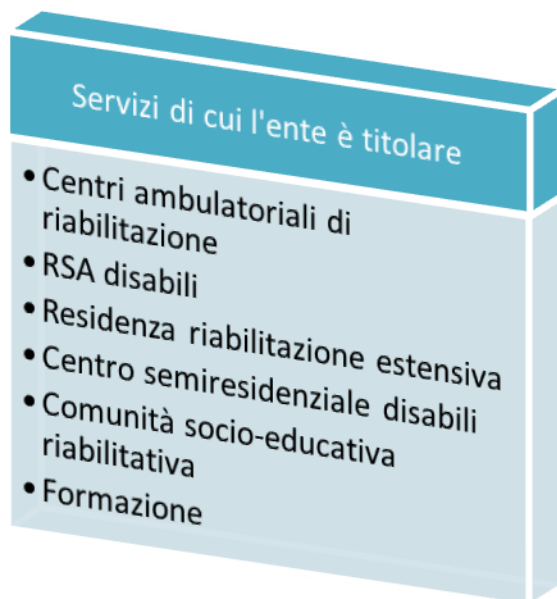 Servizi di cui l'ente è titolare
• Centri ambulatoriali di
riabilitazione
• RSA disabili
• Residenza riabilitazione estensiva
• Centro semiresidenziale disabili
• Comunità socio-educativa
riabilitativa
• Formazione